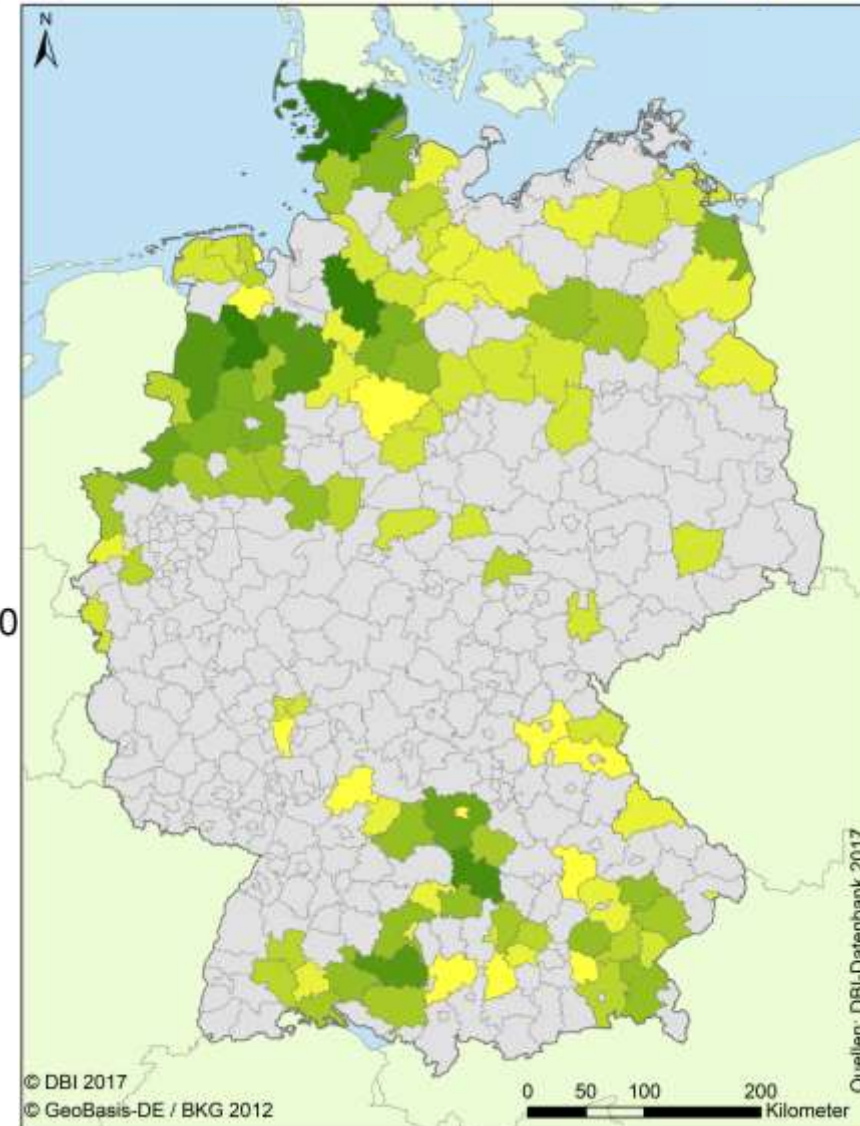 N
0
Quellen: DBI-Datenbank 2017
© DBI 2017
© GeoBasis-DE / BKG 2012
0 50 100 200
Kilometer